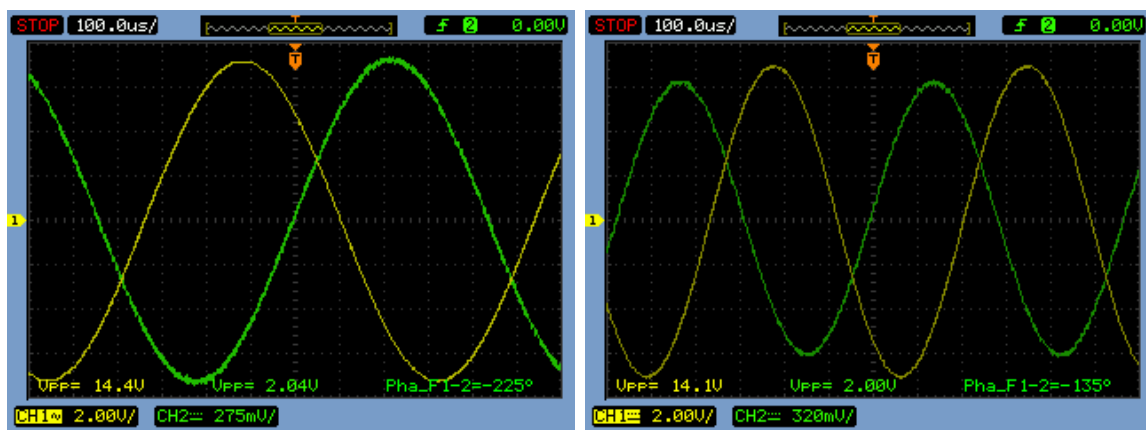 STOP 100.0us/ T 2 0.00V
T
1
Vpp= 14.4V Vpp= 2.04V Pha_F1-2=-225°
CH1~ 2.00V/ CH2 275mV/
STOP 100.0us/ T 2 0.00V
T
1
Vpp= 14.1V Vpp= 2.00V Pha_F1-2=-135°
CH1 2.00V/ CH2 320mV/